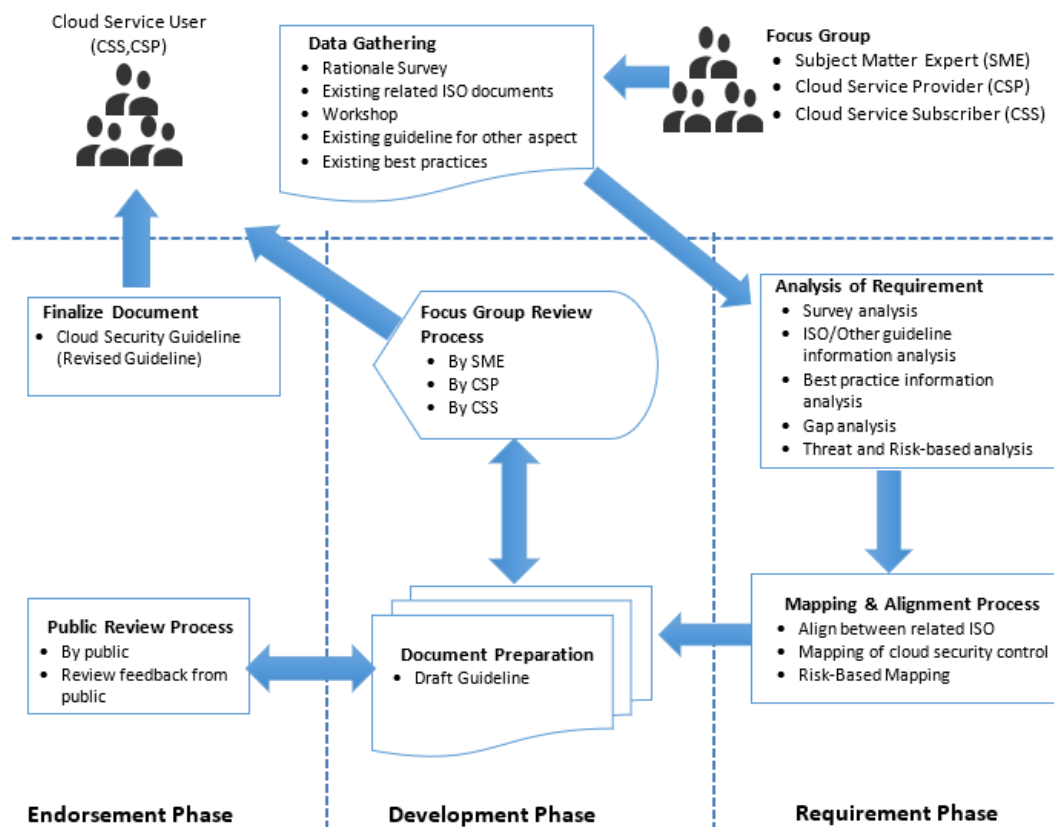 Cloud Service User
(CSS,CSP)
Data Gathering
• Rationale Survey
• Existing related ISO documents
• Workshop
• Existing guideline for other aspect
• Existing best practices
Focus Group
• Subject Matter Expert (SME)
• Cloud Service Provider (CSP)
• Cloud Service Subscriber (CSS)
Finalize Document
• Cloud Security Guideline
(Revised Guideline)
Focus Group Review
Process
• By SME
• By CSP
• By CSS
Analysis of Requirement
• Survey analysis
• ISO/Other guideline
information analysis
• Best practice information
analysis
• Gap analysis
• Threat and Risk-based analysis
Public Review Process
• By public
• Review feedback from
public
Document Preparation
• Draft Guideline
Mapping & Alignment Process
• Align between related ISO
• Mapping of cloud security control
• Risk-Based Mapping
Endorsement Phase
Development Phase
Requirement Phase